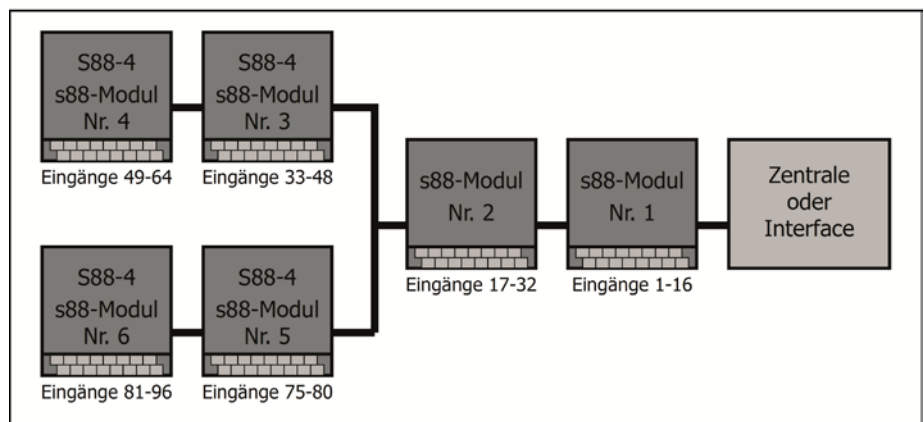 S88-4
s88-Modul
Nr. 4
S88-4
s88-Modul
Nr. 3
Eingänge 49-64
Eingänge 33-48
s88-Modul
Nr. 2
s88-Modul
Nr. 1
Zentrale
oder
Interface
Eingänge 17-32
Eingänge 1-16
S88-4
s88-Modul
Nr. 6
S88-4
s88-Modul
Nr. 5
Eingänge 81-96
Eingänge 75-80